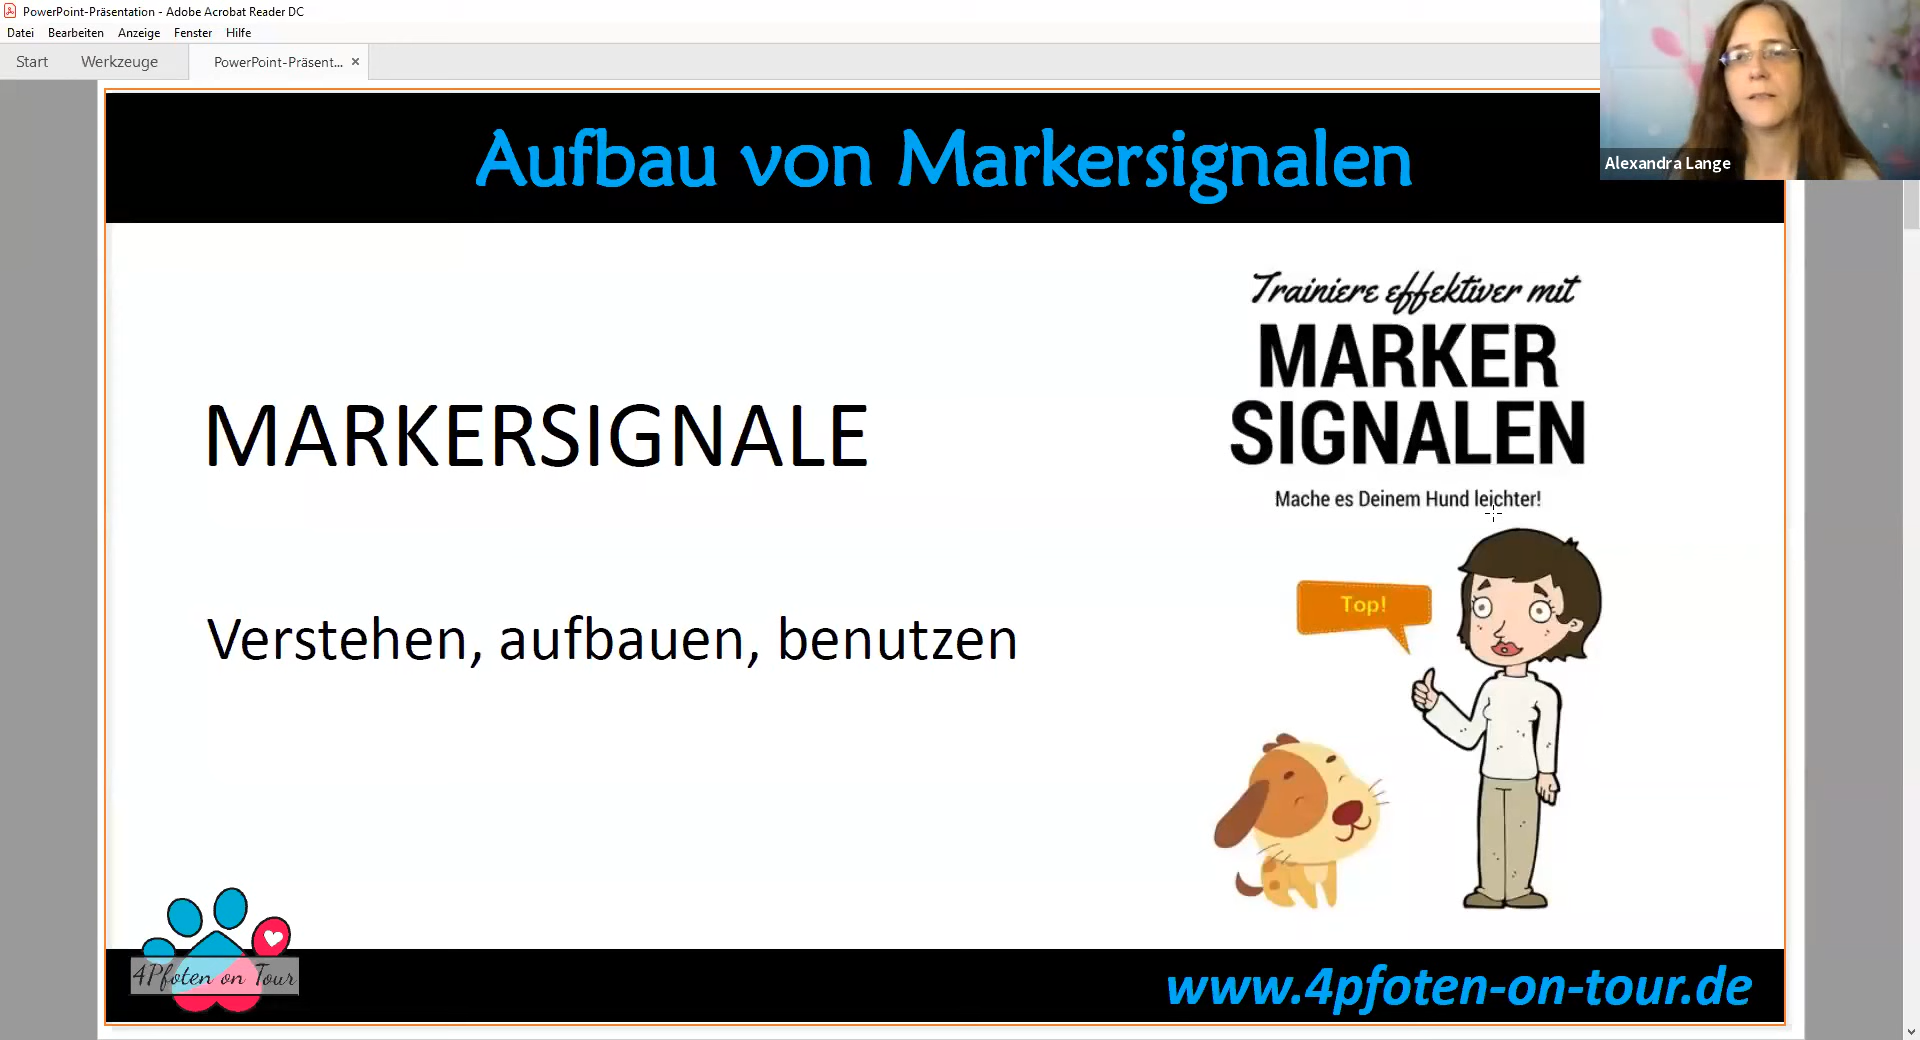 PowerPoint-Präsentation - Adobe Acrobat Reader DC
Datei Bearbeiten Anzeige Fenster Hilfe
Start Werkzeuge PowerPoint-Präsent... ×
Alexandra Lange
Aufbau von Markersignalen
Trainiere effektiver mit
MARKER
SIGNALEN
Mache es Deinem Hund leichter!
MARKERSIGNALE
Top!
Verstehen, aufbauen, benutzen
4Pfoten on Tour
www.4pfoten-on-tour.de